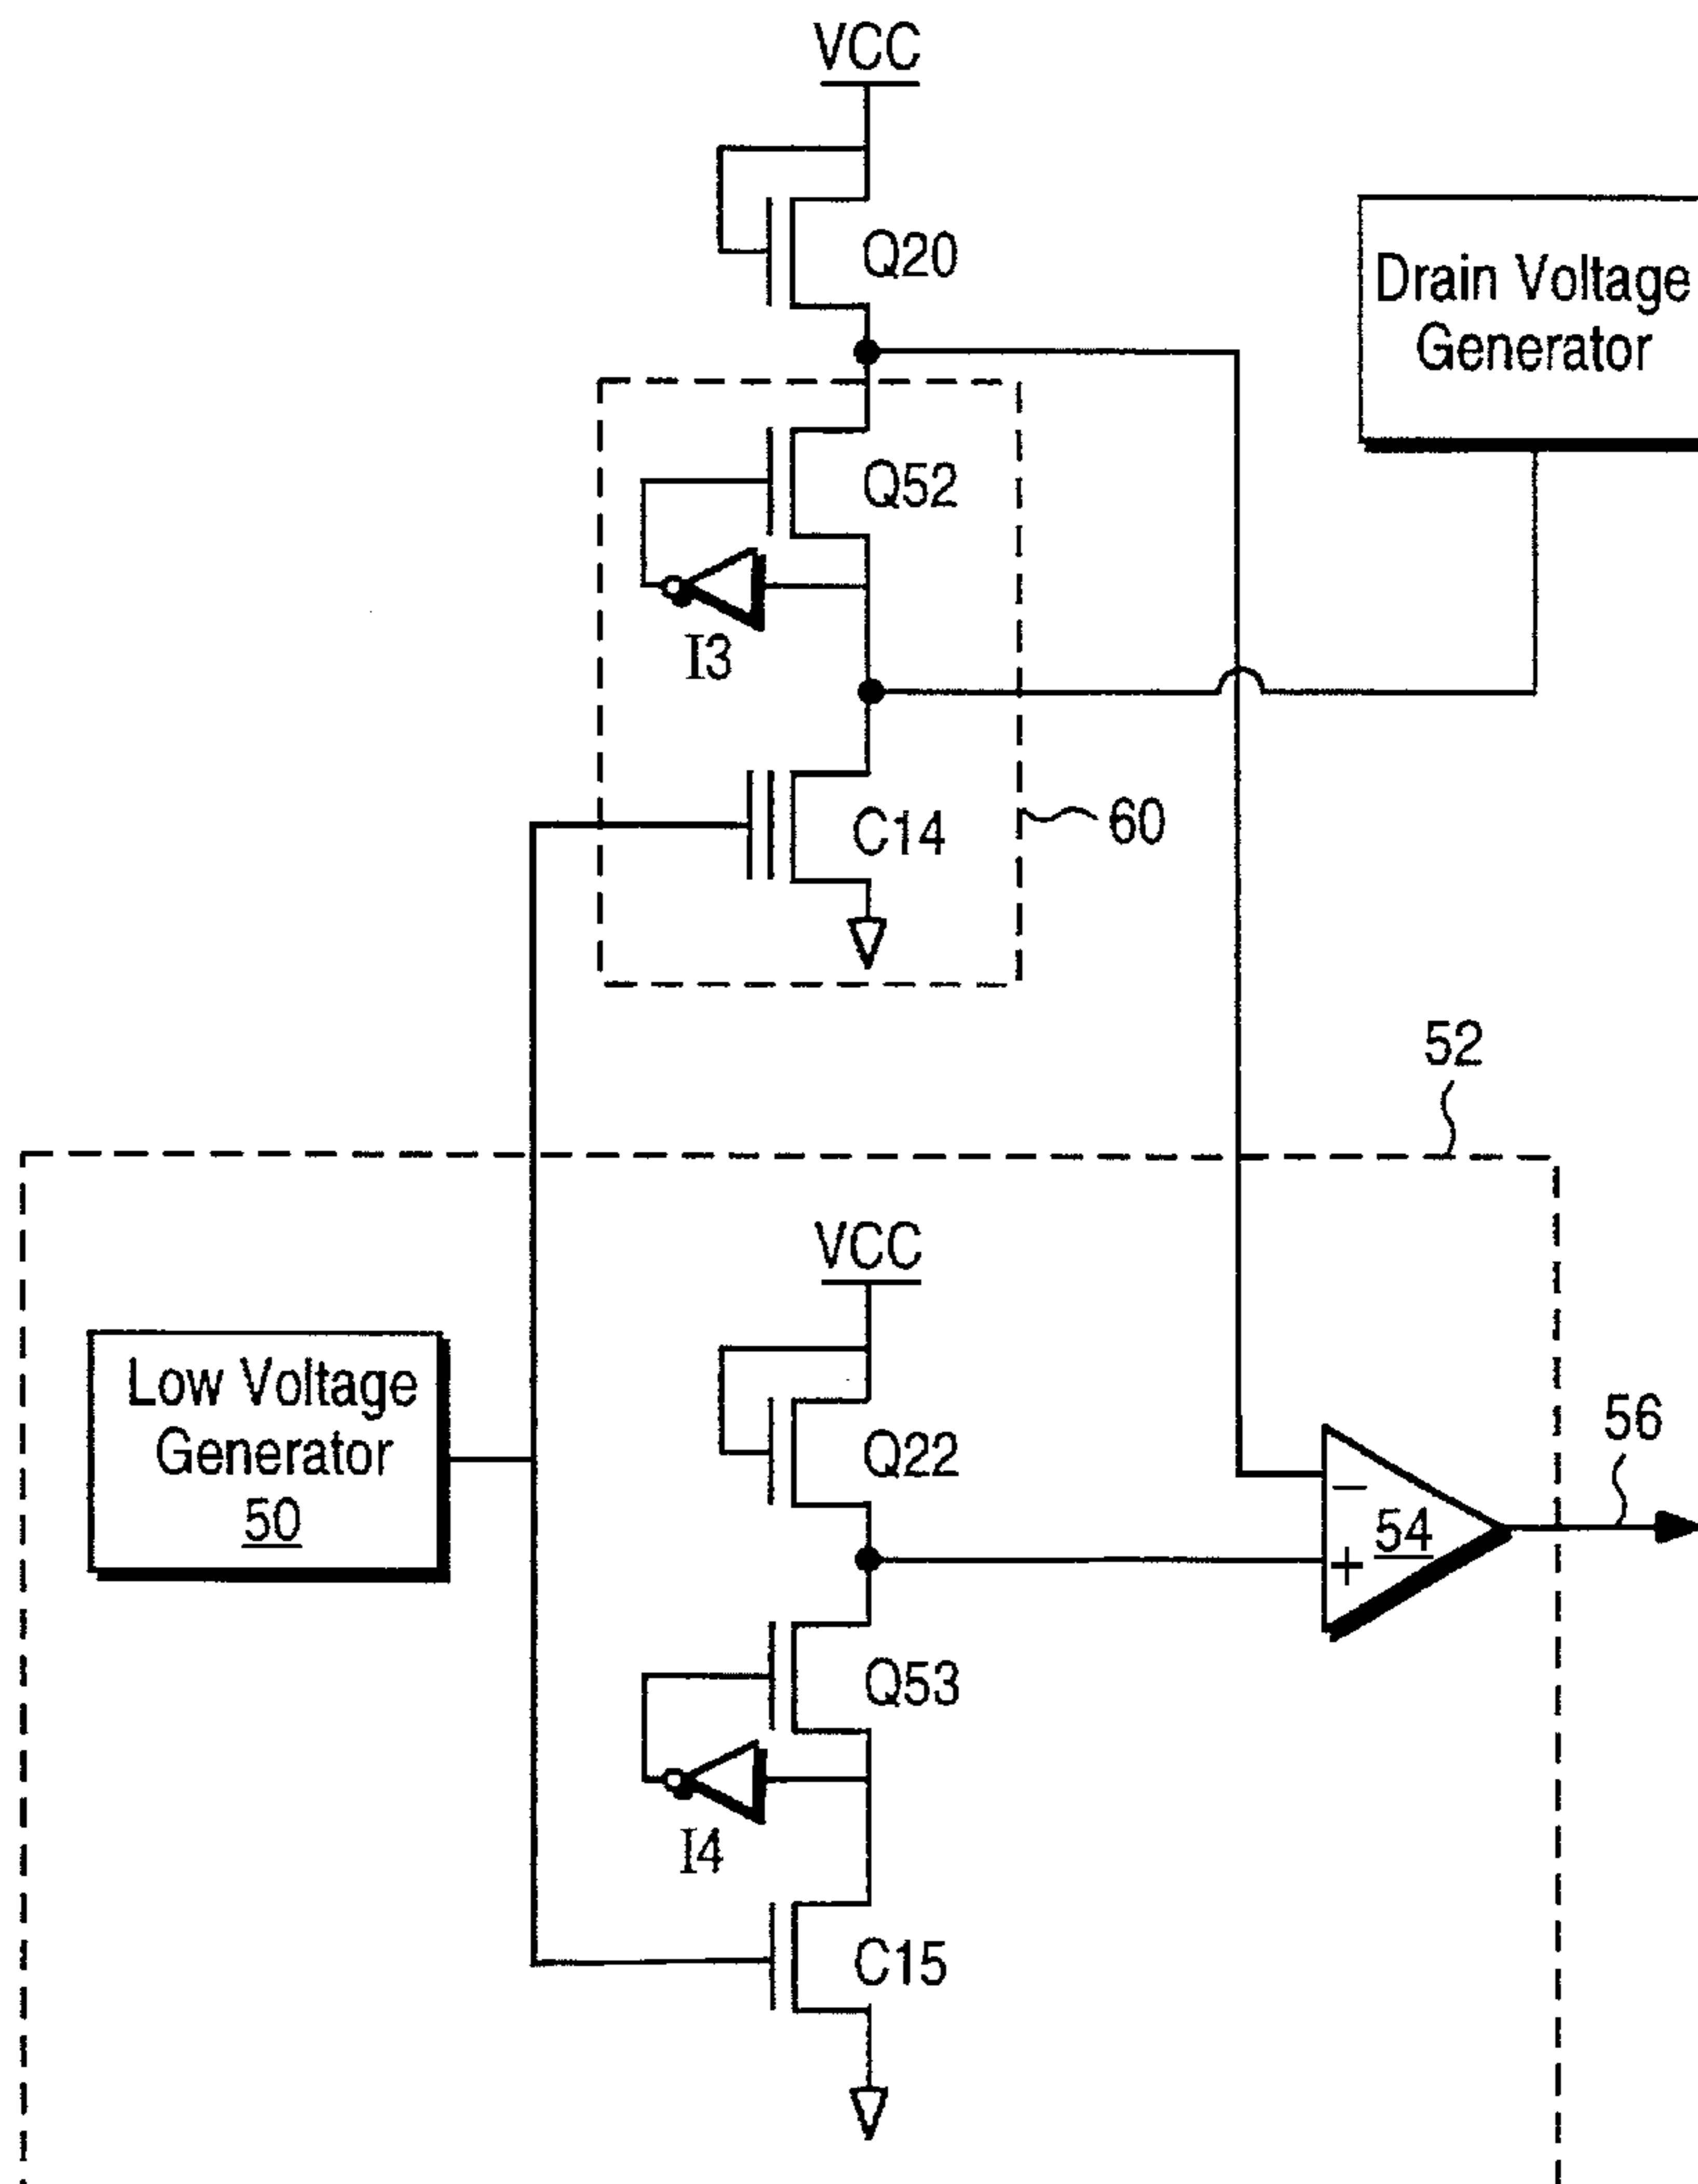 VCC
Q20
Drain Voltage
Generator
Q52
I3
C14
60
52
VCC
Low Voltage
Generator
50
Q22
56
−
54
+
Q53
I4
C15